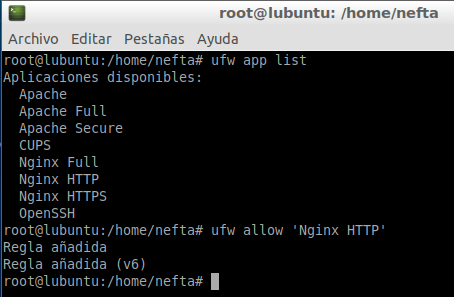 root@lubuntu: /home/nefta
Archivo Editar Pestañas Ayuda
root@lubuntu:/home/nefta# ufw app list
Aplicaciones disponibles:
  Apache
  Apache Full
  Apache Secure
  CUPS
  Nginx Full
  Nginx HTTP
  Nginx HTTPS
  OpenSSH
root@lubuntu:/home/nefta# ufw allow 'Nginx HTTP'
Regla añadida
Regla añadida (v6)
root@lubuntu:/home/nefta#